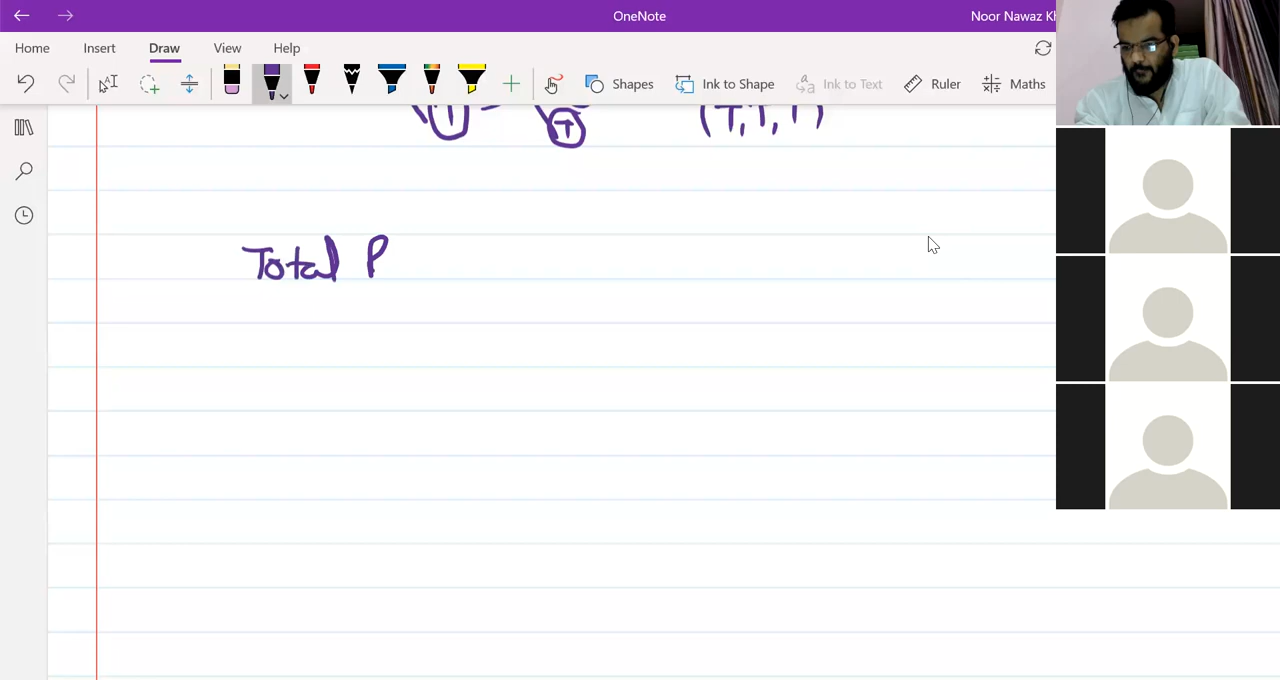 OneNote
Noor Nawaz Kh
Home Insert Draw View Help
Shapes Ink to Shape Ink to Text Ruler Maths
(T, T, T)
T
Total P